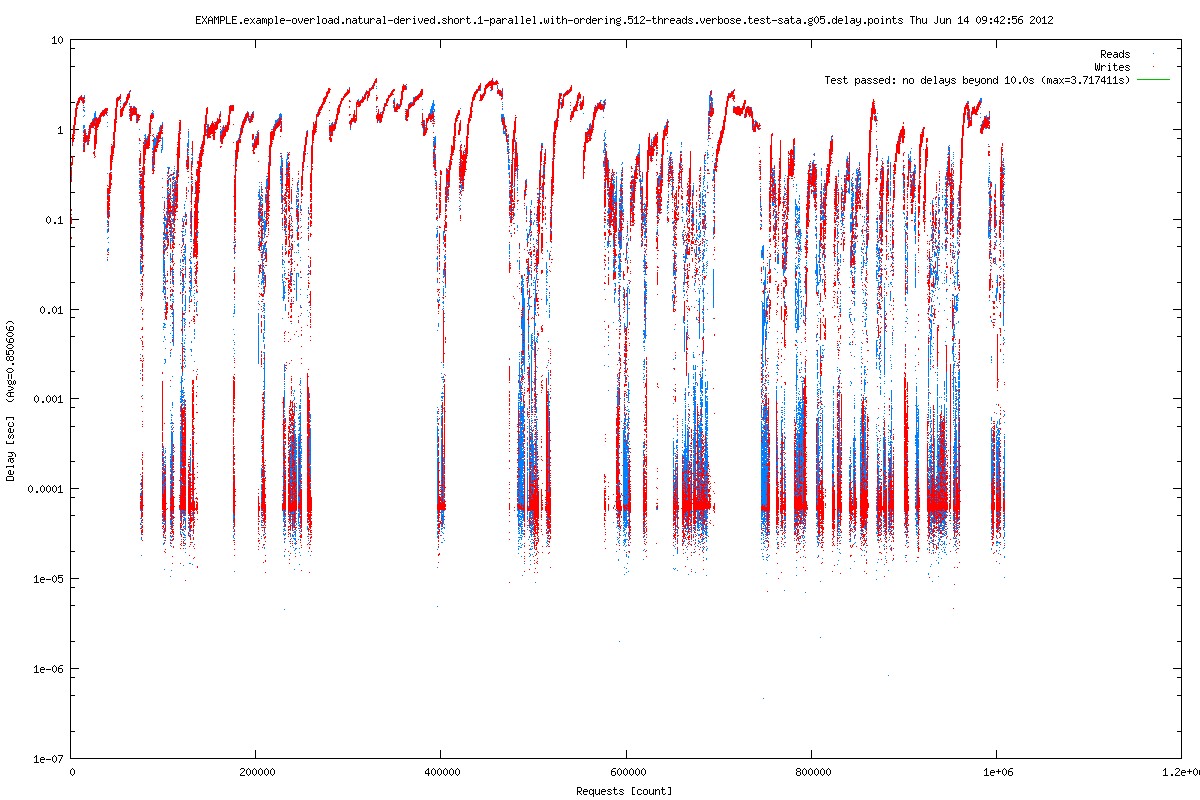 EXAMPLE.example-overload.natural-derived.short.1-parallel.with-ordering.512-threads.verbose.test-sata.g05.delay.points Thu Jun 14 09:42:56 2012
Reads
Writes
Test passed: no delays beyond 10.0s (max=3.717411s)
10
1
0.1
0.01
0.001
0.0001
1e-05
1e-06
1e-07
Delay [sec] (Avg=0.850606)
0 200000 400000 600000 800000 1e+06 1.2e+0
Requests [count]